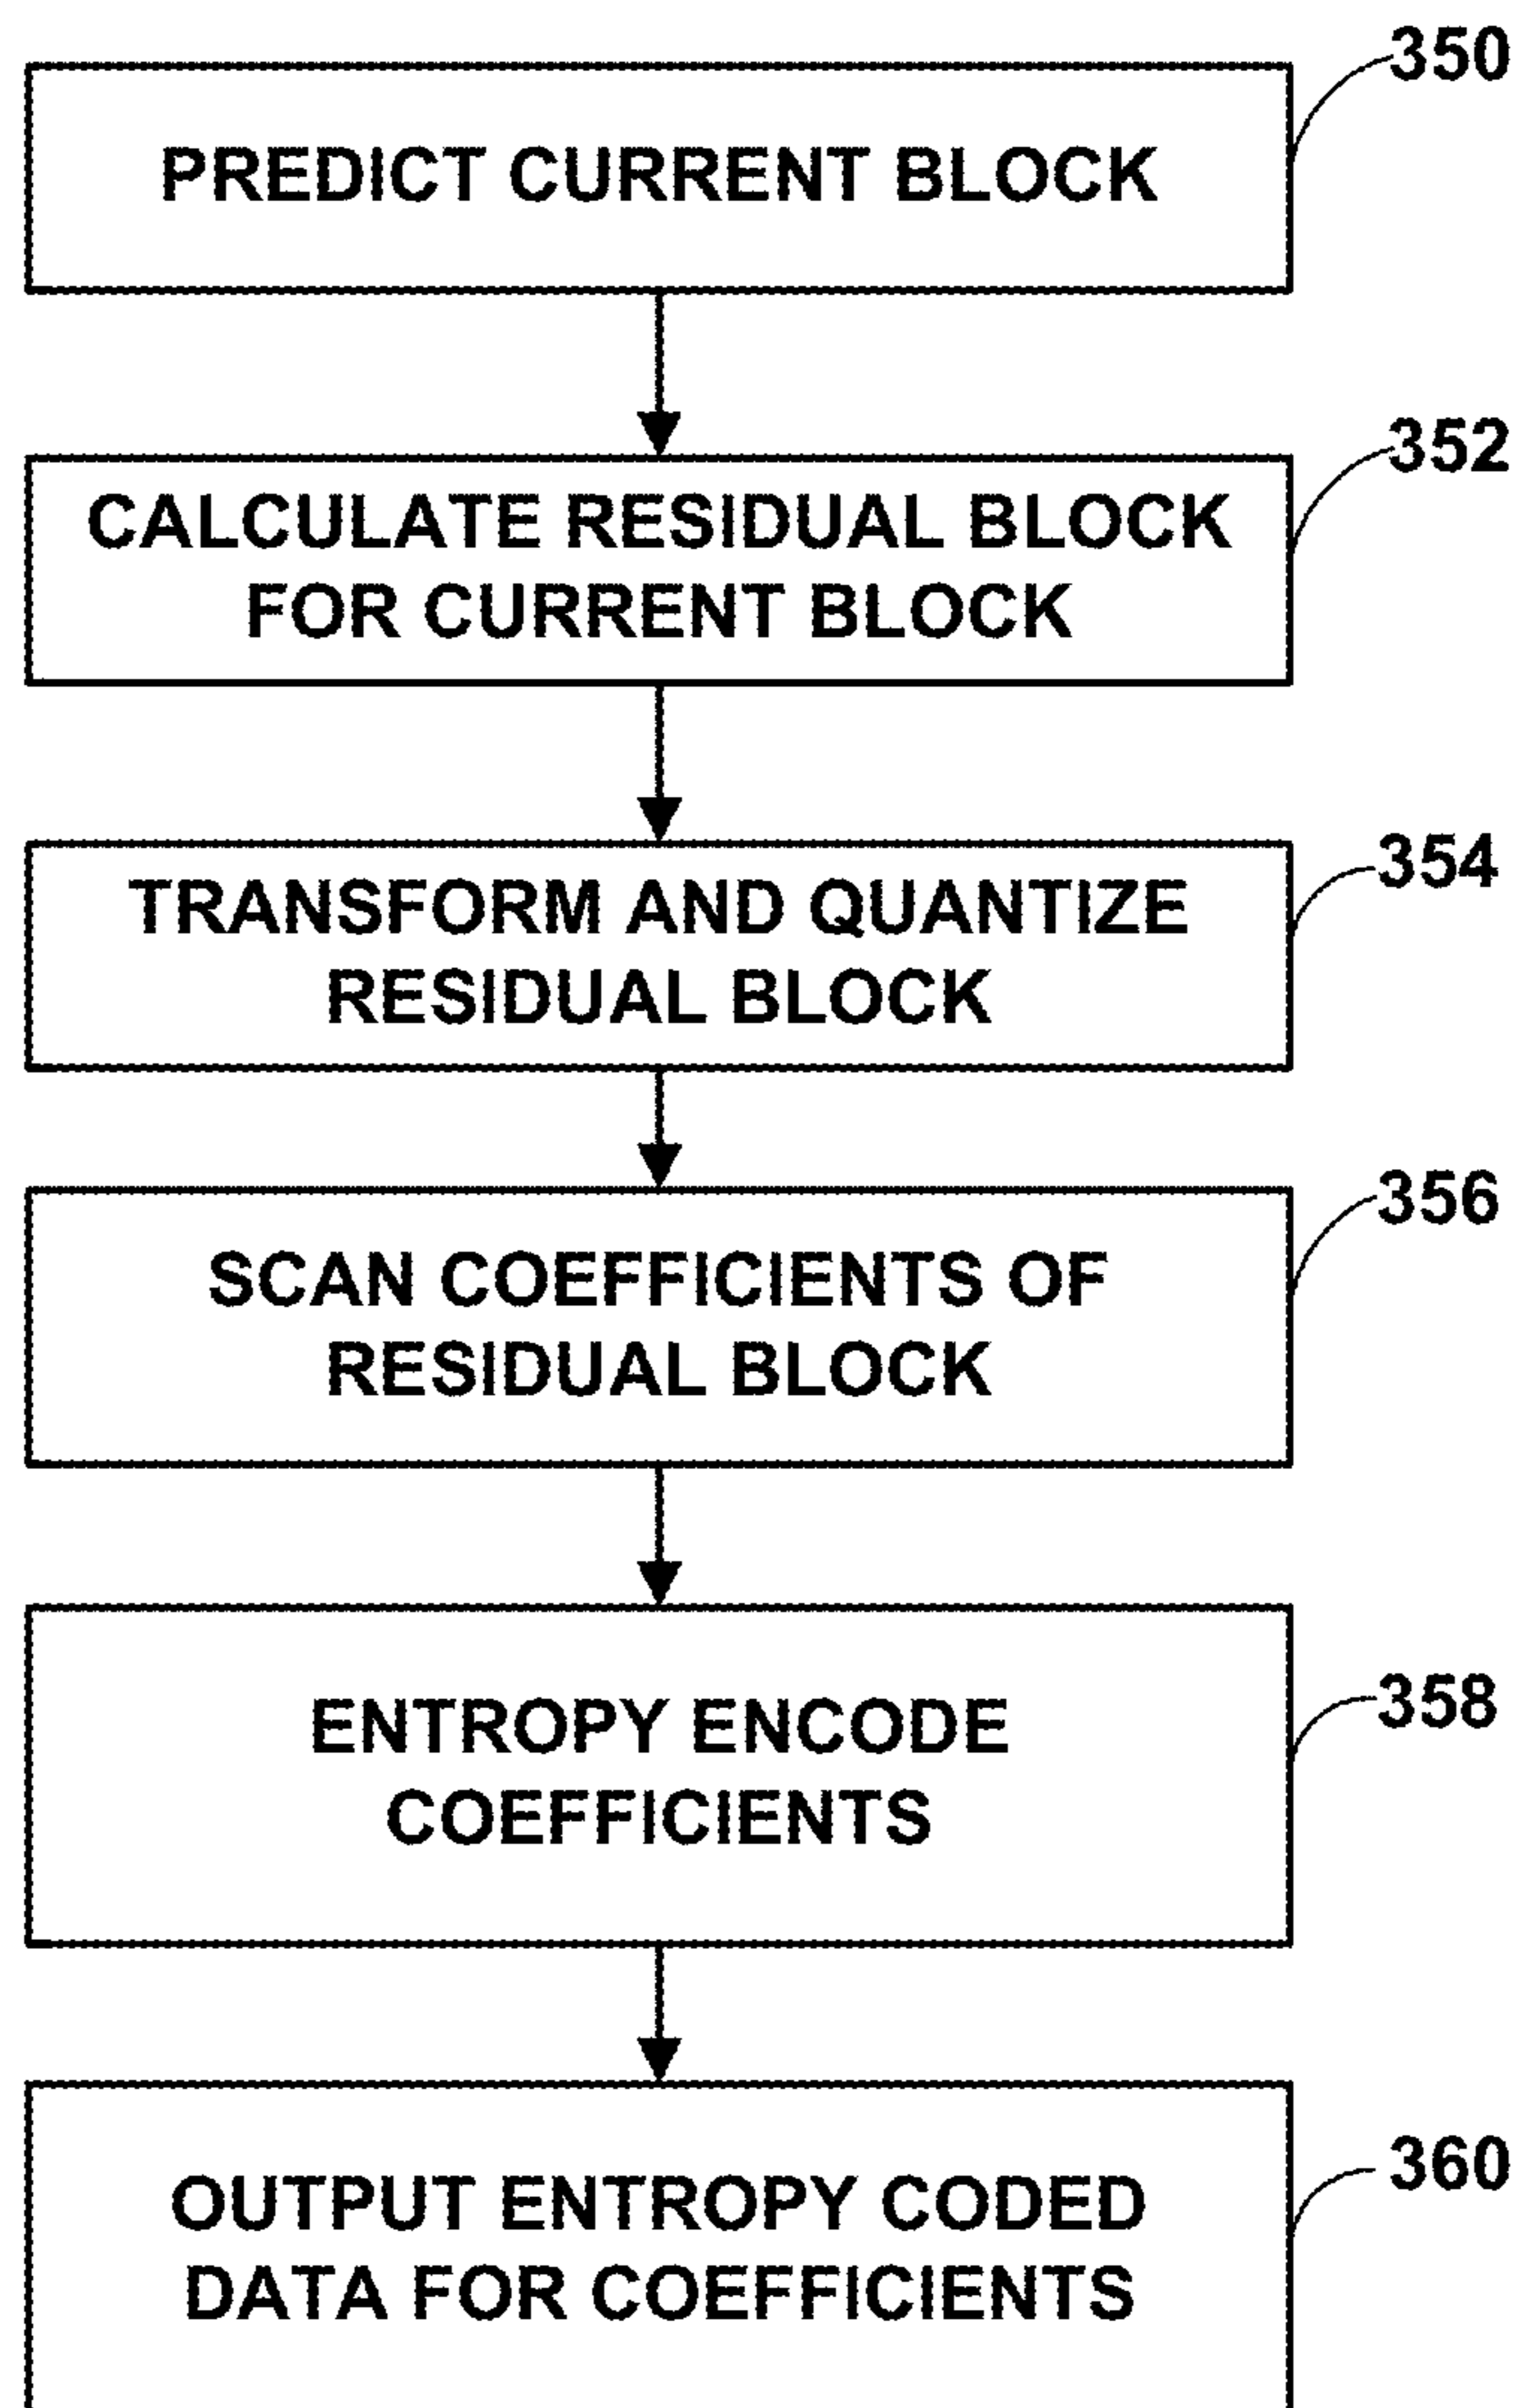 350
PREDICT CURRENT BLOCK
352
CALCULATE RESIDUAL BLOCK
FOR CURRENT BLOCK
354
TRANSFORM AND QUANTIZE
RESIDUAL BLOCK
356
SCAN COEFFICIENTS OF
RESIDUAL BLOCK
358
ENTROPY ENCODE
COEFFICIENTS
360
OUTPUT ENTROPY CODED
DATA FOR COEFFICIENTS